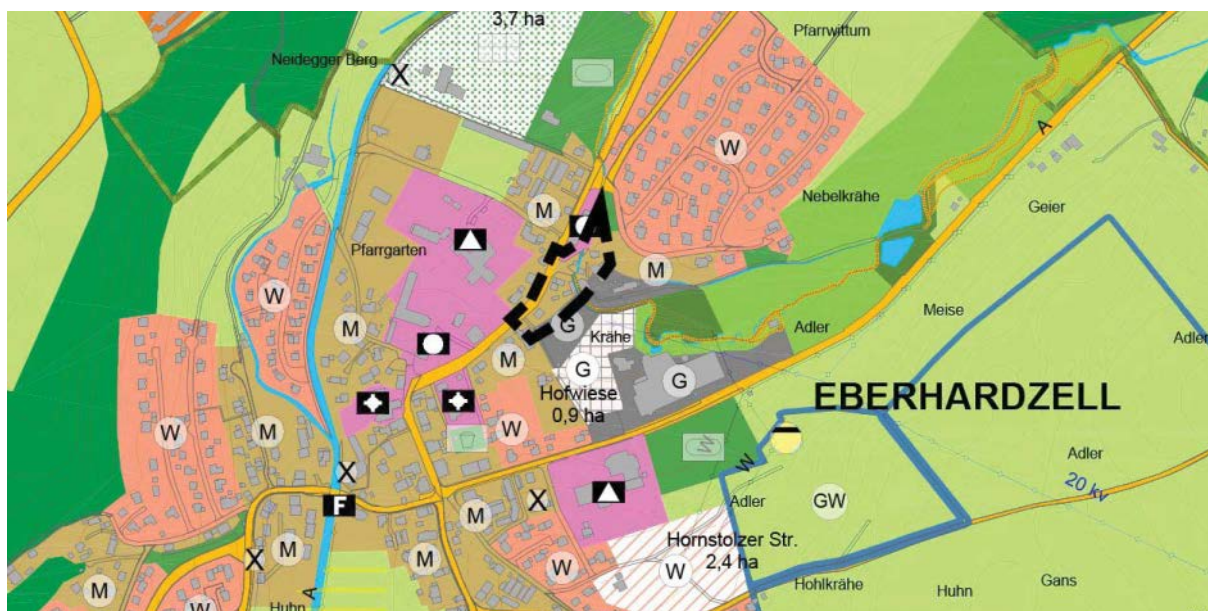 3,7 ha
Pfarrwittum
Neidegger Berg
X
W
A
Nebelkrähe
Geier
M
Pfarrgarten
M
W
Meise
M
G
Krähe
Adler
Adler
M
G
G
Hofwiese
0,9 ha
EBERHARDZELL
W
W
M
X
W
Adler
20 kv
F
X
Adler
GW
M
Hornstolzer Str.
2,4 ha
X
M
M
W
W
Hohlkrähe
Huhn
Gans
M
W
A
Huhn